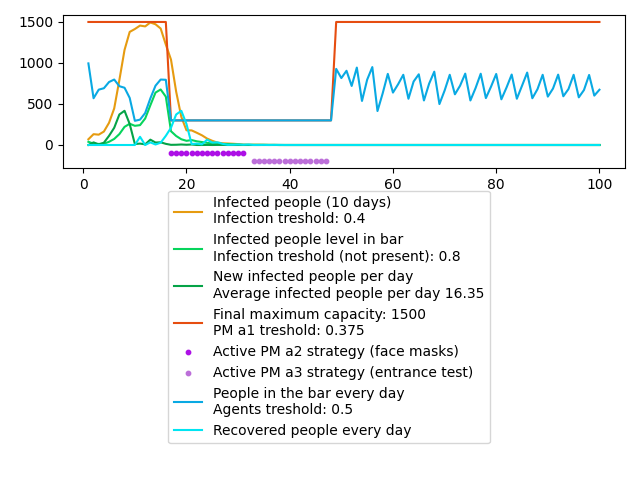 1500
1000
500
0
0
20
40
60
80
100
Infected people (10 days)
Infection treshold: 0.4
Infected people level in bar
Infection treshold (not present): 0.8
New infected people per day
Average infected people per day 16.35
Final maximum capacity: 1500
PM a1 treshold: 0.375
Active PM a2 strategy (face masks)
Active PM a3 strategy (entrance test)
People in the bar every day
Agents treshold: 0.5
Recovered people every day